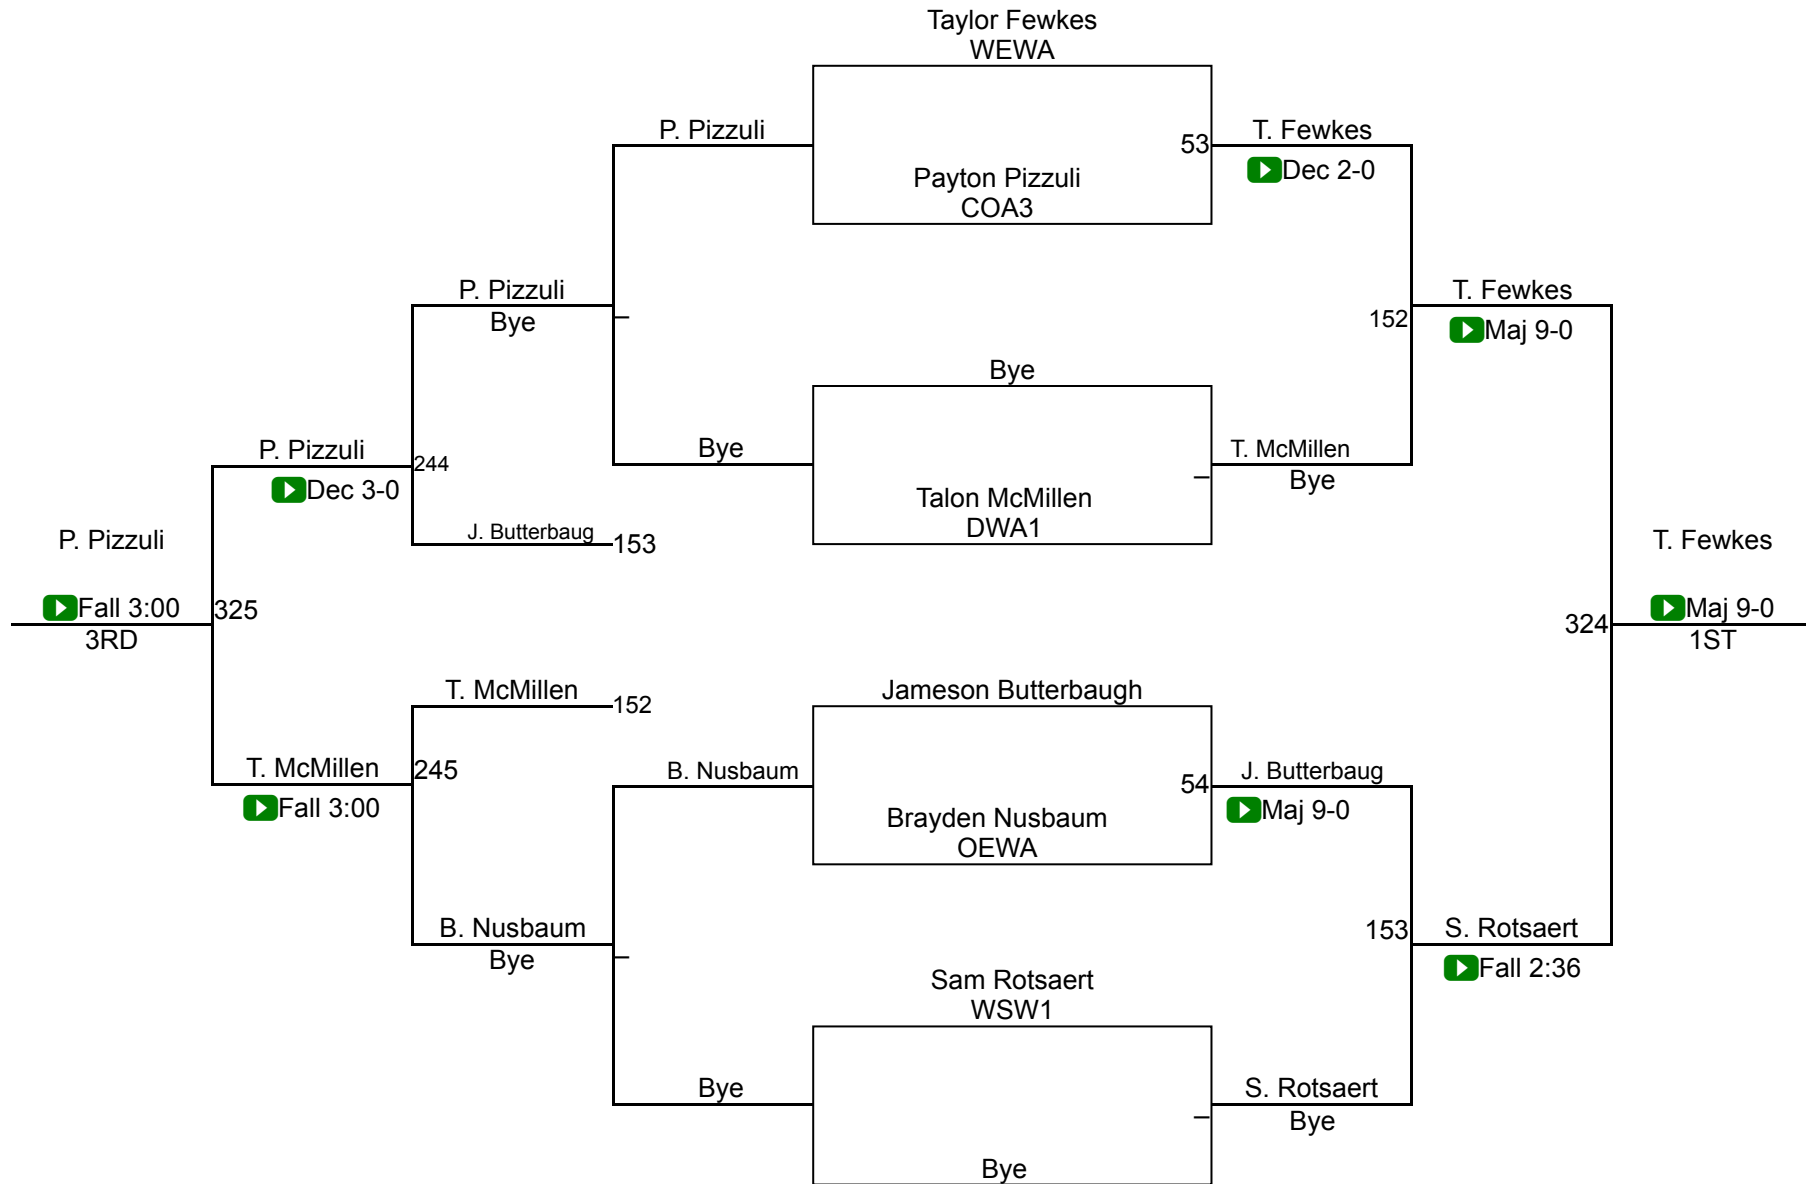 Taylor Fewkes
WEWA
P. Pizzuli
53
T. Fewkes
Dec 2-0
Payton Pizzuli
COA3
P. Pizzuli
Bye
T. Fewkes
152
Maj 9-0
Bye
P. Pizzuli
244
Dec 3-0
Bye
T. McMillen
Bye
Talon McMillen
DWA1
J. Butterbaug
153
P. Pizzuli
Fall 3:00
325
3RD
T. Fewkes
324
Maj 9-0
1ST
T. McMillen
152
Jameson Butterbaugh
T. McMillen
245
Fall 3:00
B. Nusbaum
54
J. Butterbaug
Maj 9-0
Brayden Nusbaum
OEWA
B. Nusbaum
Bye
153
S. Rotsaert
Fall 2:36
Sam Rotsaert
WSW1
Bye
S. Rotsaert
Bye
Bye